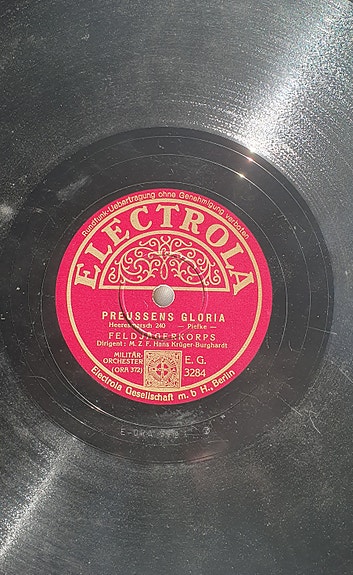 Rundfunk-Uebertragung ohne Genehmigung verboten
ELECTROLA
PREUSSENS GLORIA
Heeresmarsch 240 — Piefke —
FELDJÄGERKORPS
Dirigent: M. Z. F. Hans Krüger-Burghardt
MILITÄR-
ORCHESTER
(ORA 372)
E. G.
3284
Electrola Gesellschaft m. b H., Berlin